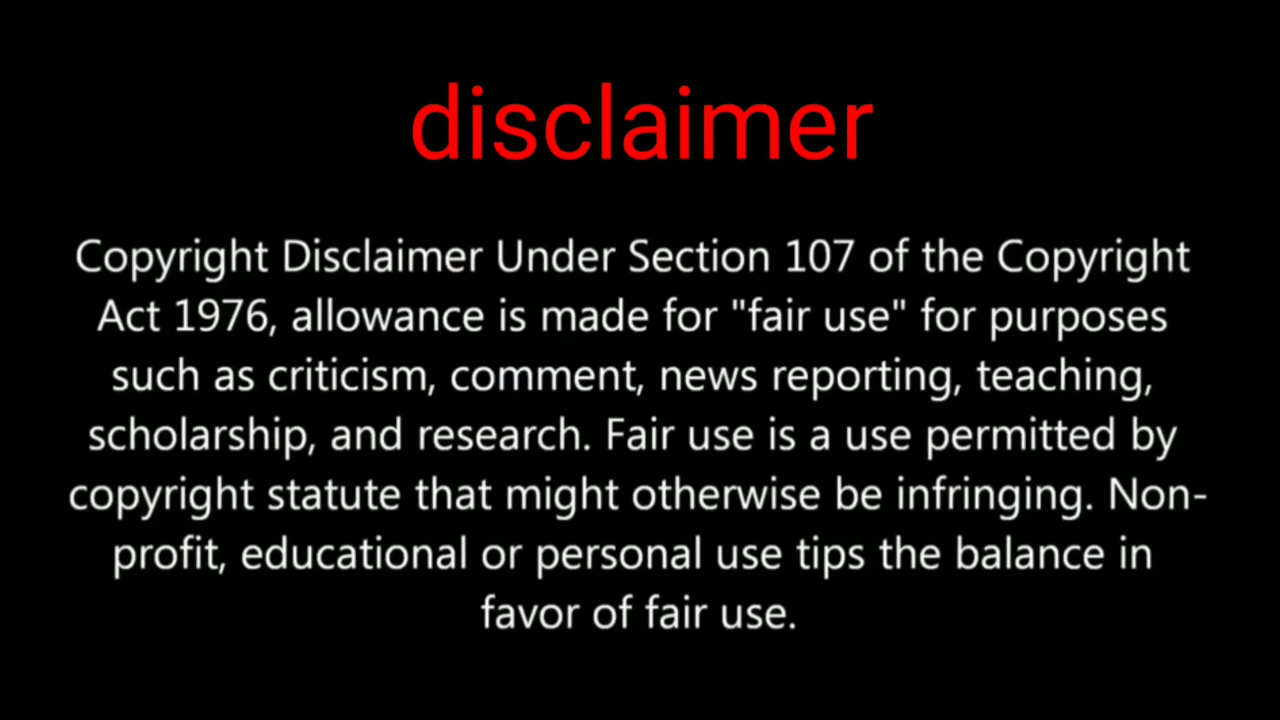 disclaimer
Copyright Disclaimer Under Section 107 of the Copyright
Act 1976, allowance is made for "fair use" for purposes
such as criticism, comment, news reporting, teaching,
scholarship, and research. Fair use is a use permitted by
copyright statute that might otherwise be infringing. Non-
profit, educational or personal use tips the balance in
favor of fair use.